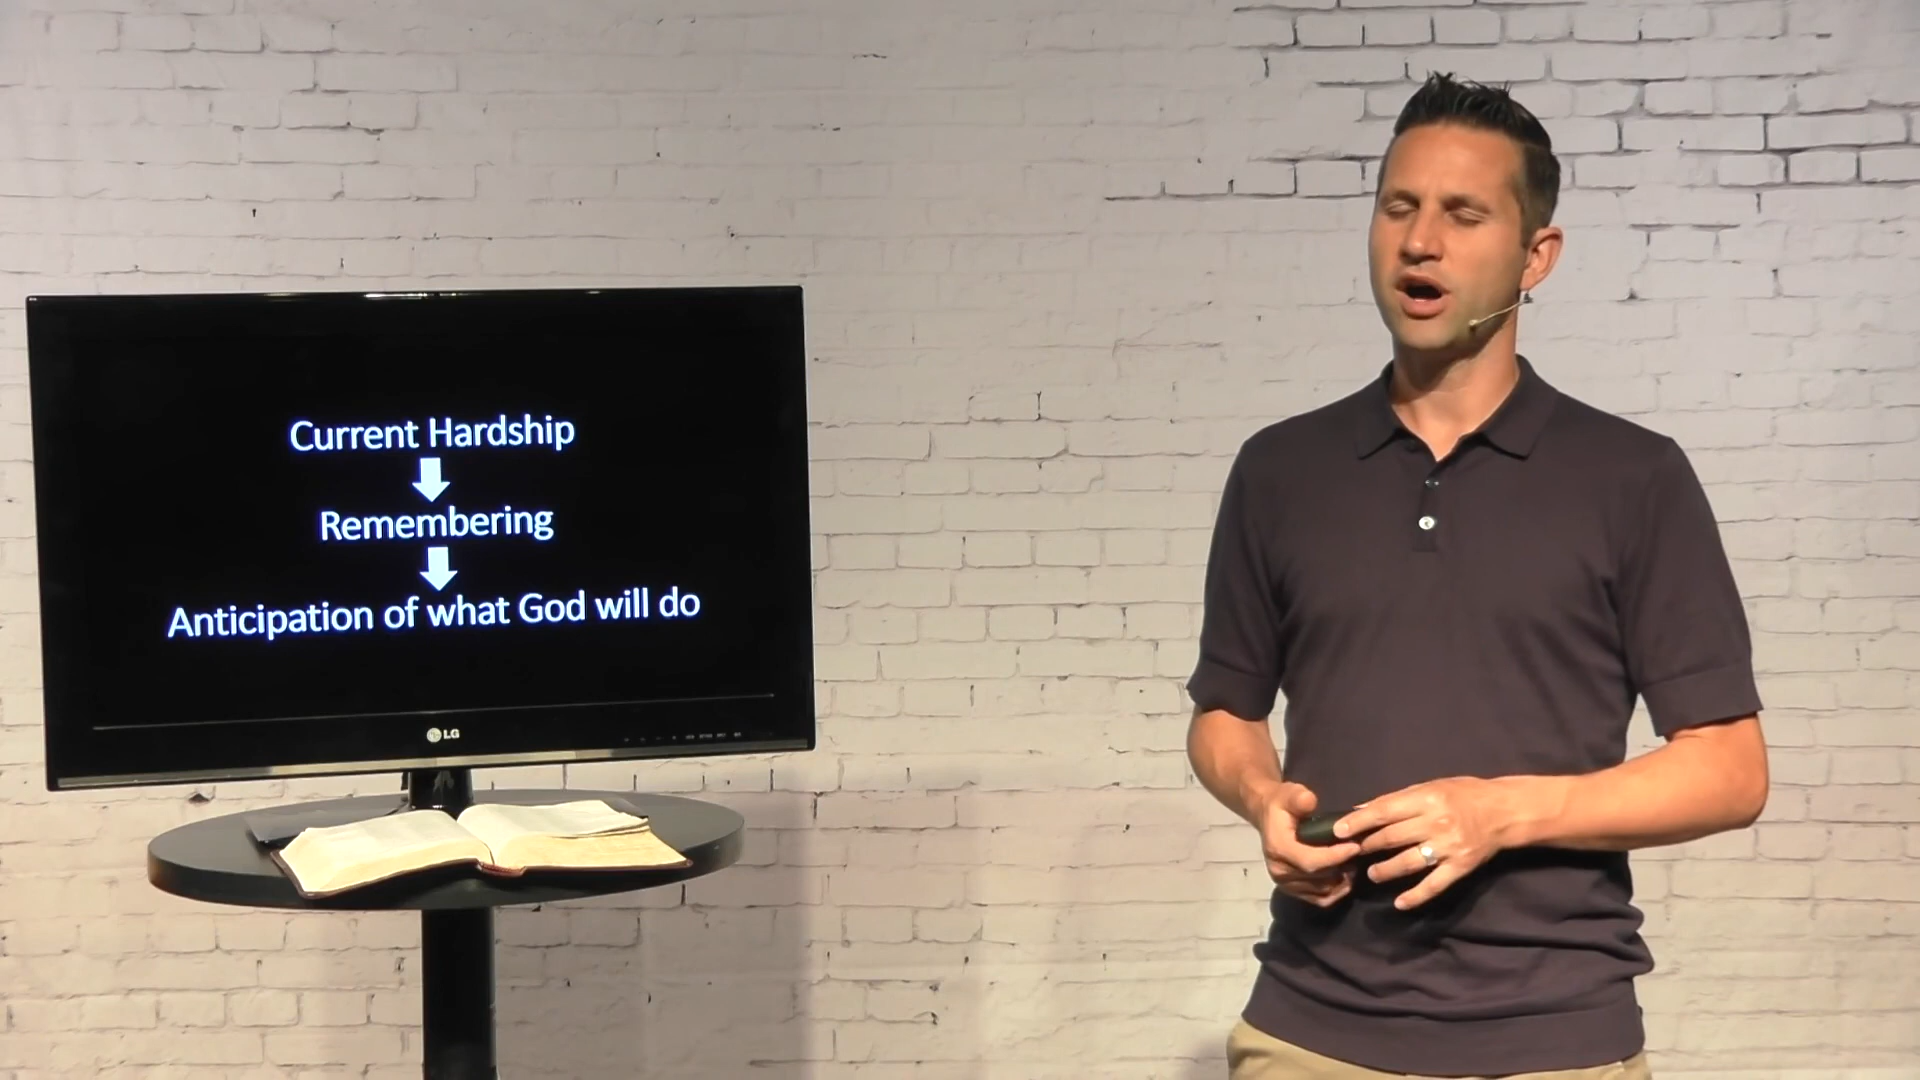 Current Hardship
Remembering
Anticipation of what God will do
LG